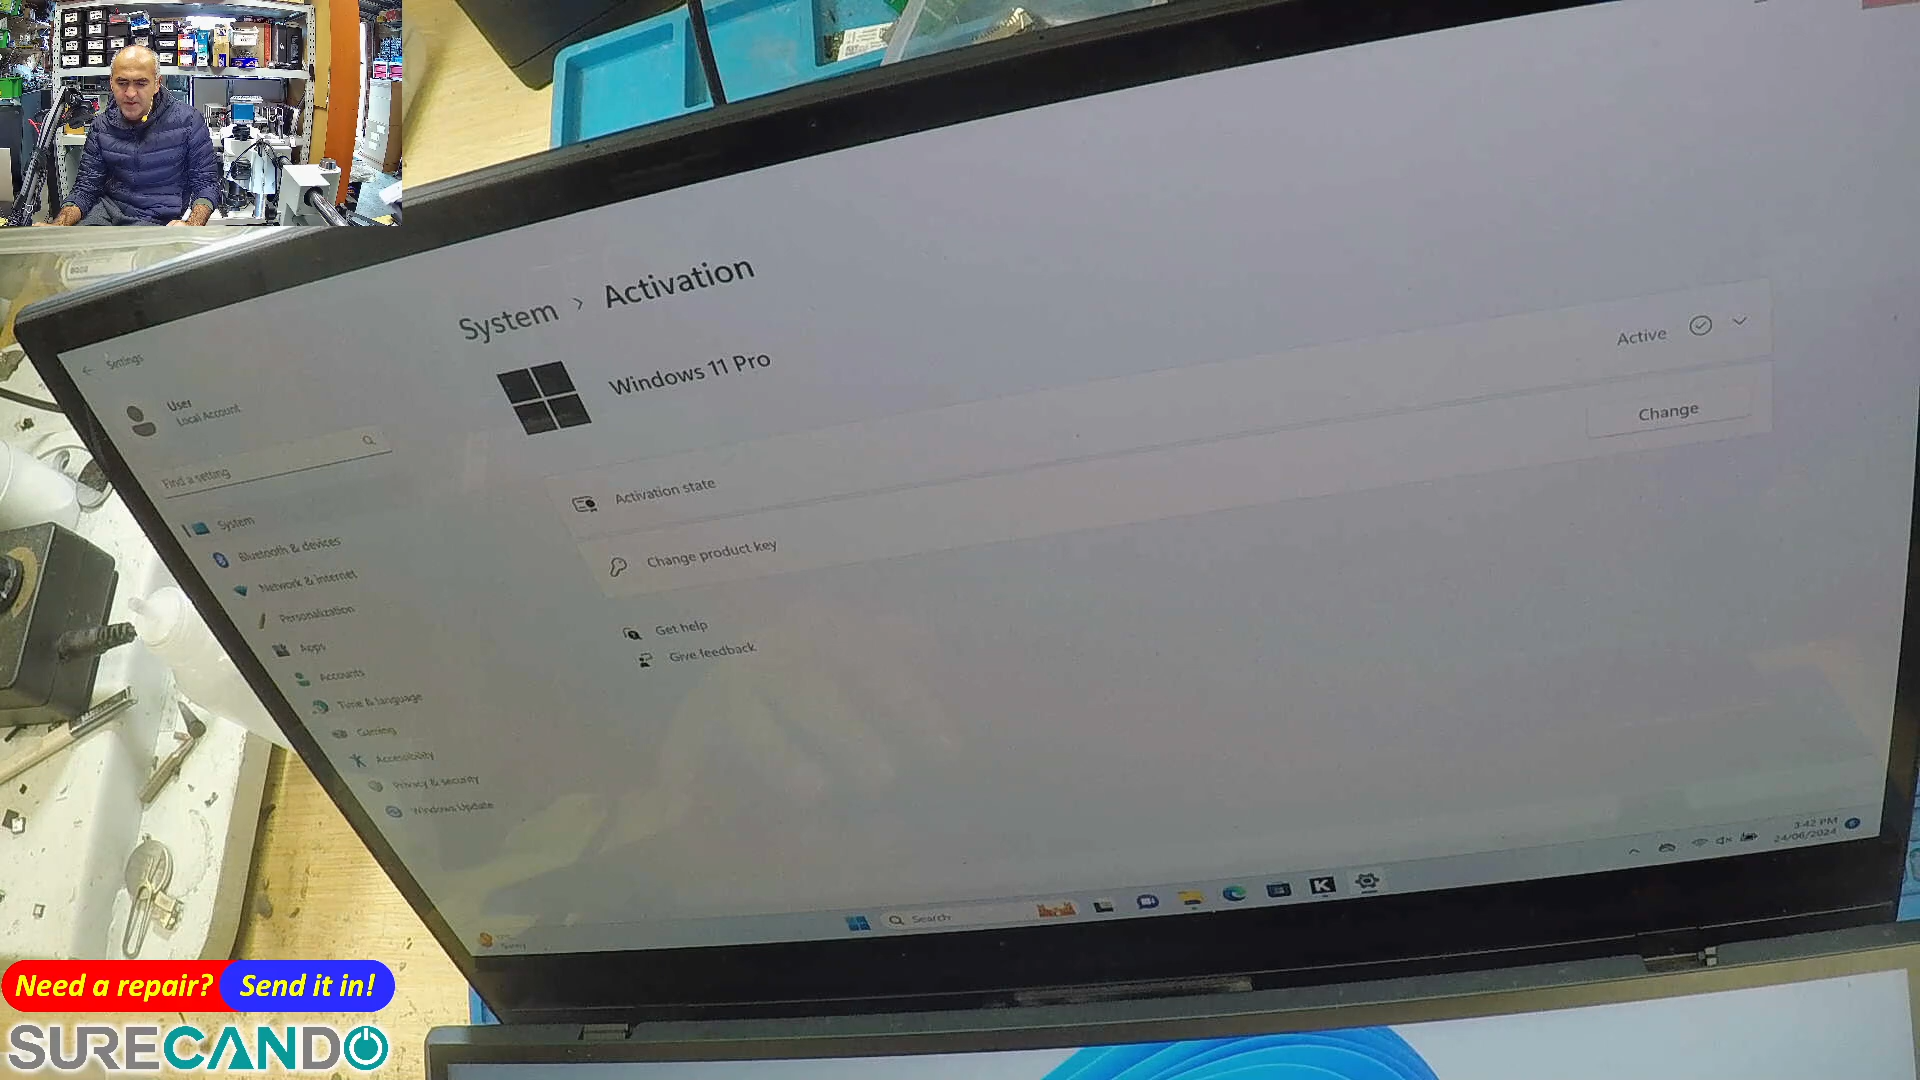 System > Activation
Settings
User
Local Account
Find a setting
System
Bluetooth & devices
Network & internet
Personalization
Apps
Accounts
Time & language
Gaming
Accessibility
Privacy & security
Windows Update
Windows 11 Pro
Activation state
Active
Change product key
Change
Get help
Give feedback
Sunny
Search
K
3:42 PM
24/06/2024
Need a repair? Send it in!
SURECANDO